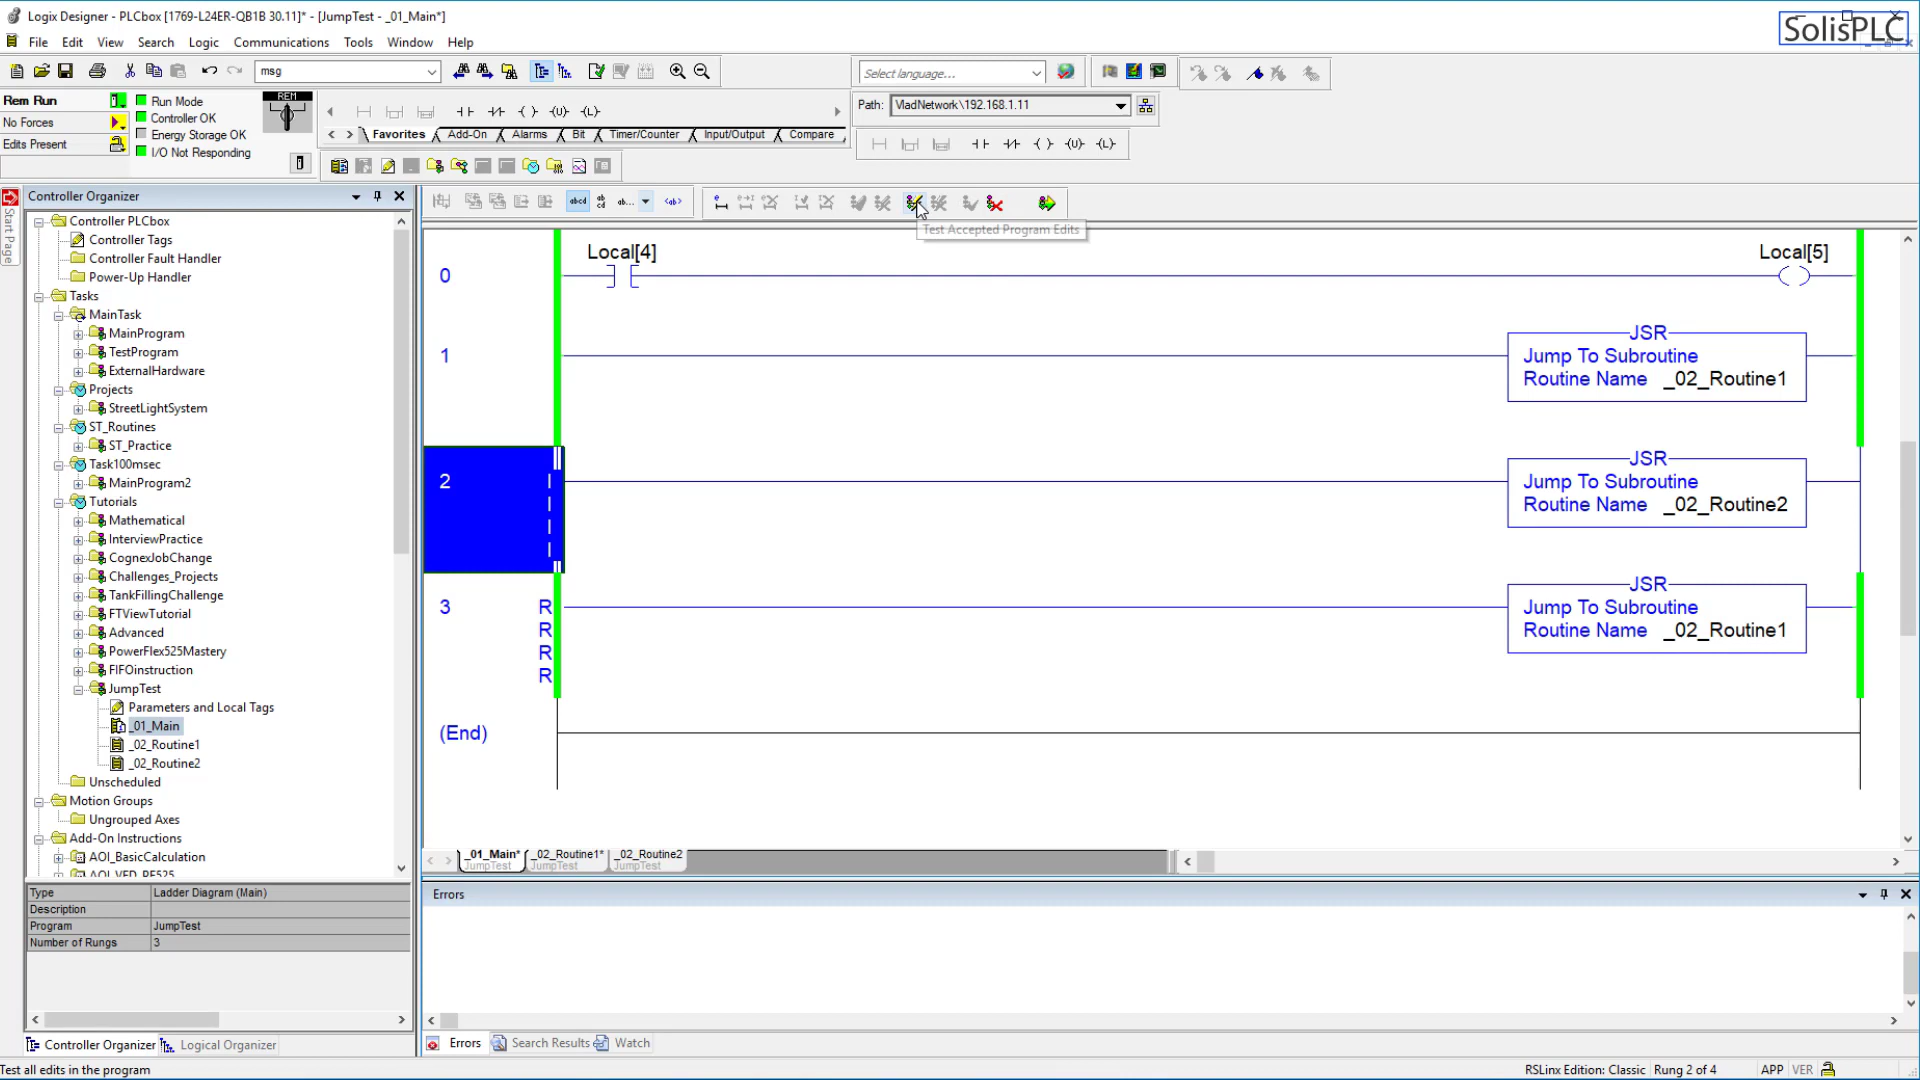 Logix Designer - PLCbox [1769-L24ER-QB1B 30.11]* - [JumpTest - _01_Main*]
SolisPLC
File Edit View Search Logic Communications Tools Window Help
msg
Select language...
Rem Run
No Forces
Edits Present
Run Mode
Controller OK
Energy Storage OK
I/O Not Responding
REM
Favorites Add-On Alarms Bit Timer/Counter Input/Output Compare
Path: VladNetwork\192.168.1.11
Start Page
Controller Organizer
Controller PLCbox
Controller Tags
Controller Fault Handler
Power-Up Handler
Tasks
MainTask
MainProgram
TestProgram
ExternalHardware
Projects
StreetLightSystem
ST_Routines
ST_Practice
Task100msec
MainProgram2
Tutorials
Mathematical
InterviewPractice
CognexJobChange
Challenges_Projects
TankFillingChallenge
FTViewTutorial
Advanced
PowerFlex525Mastery
FIFOinstruction
JumpTest
Parameters and Local Tags
_01_Main
_02_Routine1
_02_Routine2
Unscheduled
Motion Groups
Ungrouped Axes
Add-On Instructions
AOI_BasicCalculation
Type Ladder Diagram (Main)
Description
Program JumpTest
Number of Rungs 3
Controller Organizer Logical Organizer
abcd ab cd ab... <ab>
Test Accepted Program Edits
0 Local[4] Local[5]
1
JSR
Jump To Subroutine
Routine Name _02_Routine1
2
JSR
Jump To Subroutine
Routine Name _02_Routine2
3
R
R
R
R
JSR
Jump To Subroutine
Routine Name _02_Routine1
(End)
_01_Main* _02_Routine1* _02_Routine2
JumpTest JumpTest JumpTest
Errors
Errors Search Results Watch
Test all edits in the program
RSLinx Edition: Classic Rung 2 of 4 APP VER